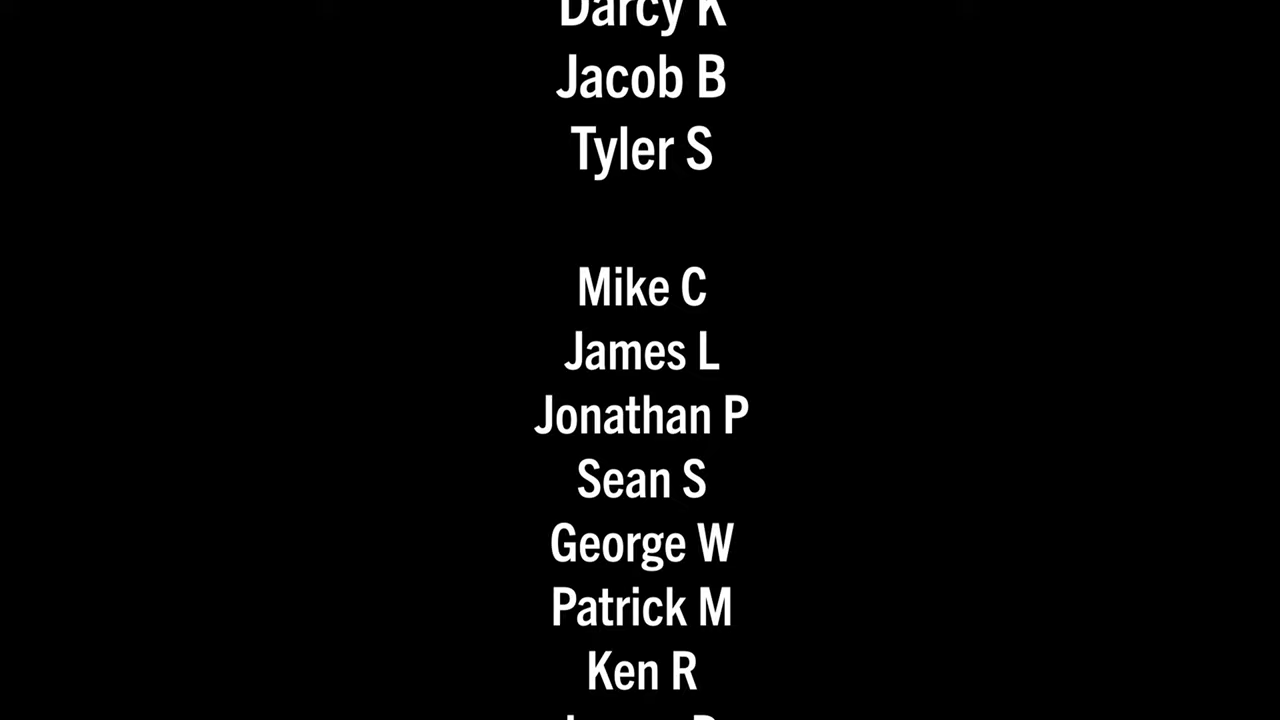 Darcy K
Jacob B
Tyler S
Mike C
James L
Jonathan P
Sean S
George W
Patrick M
Ken R